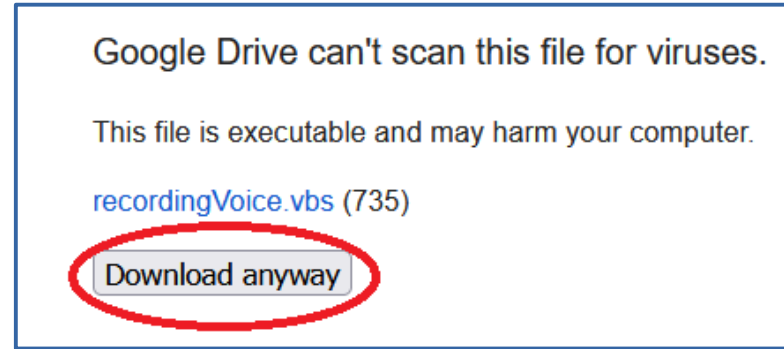 Google Drive can't scan this file for viruses.
This file is executable and may harm your computer.
recordingVoice.vbs (735)
Download anyway